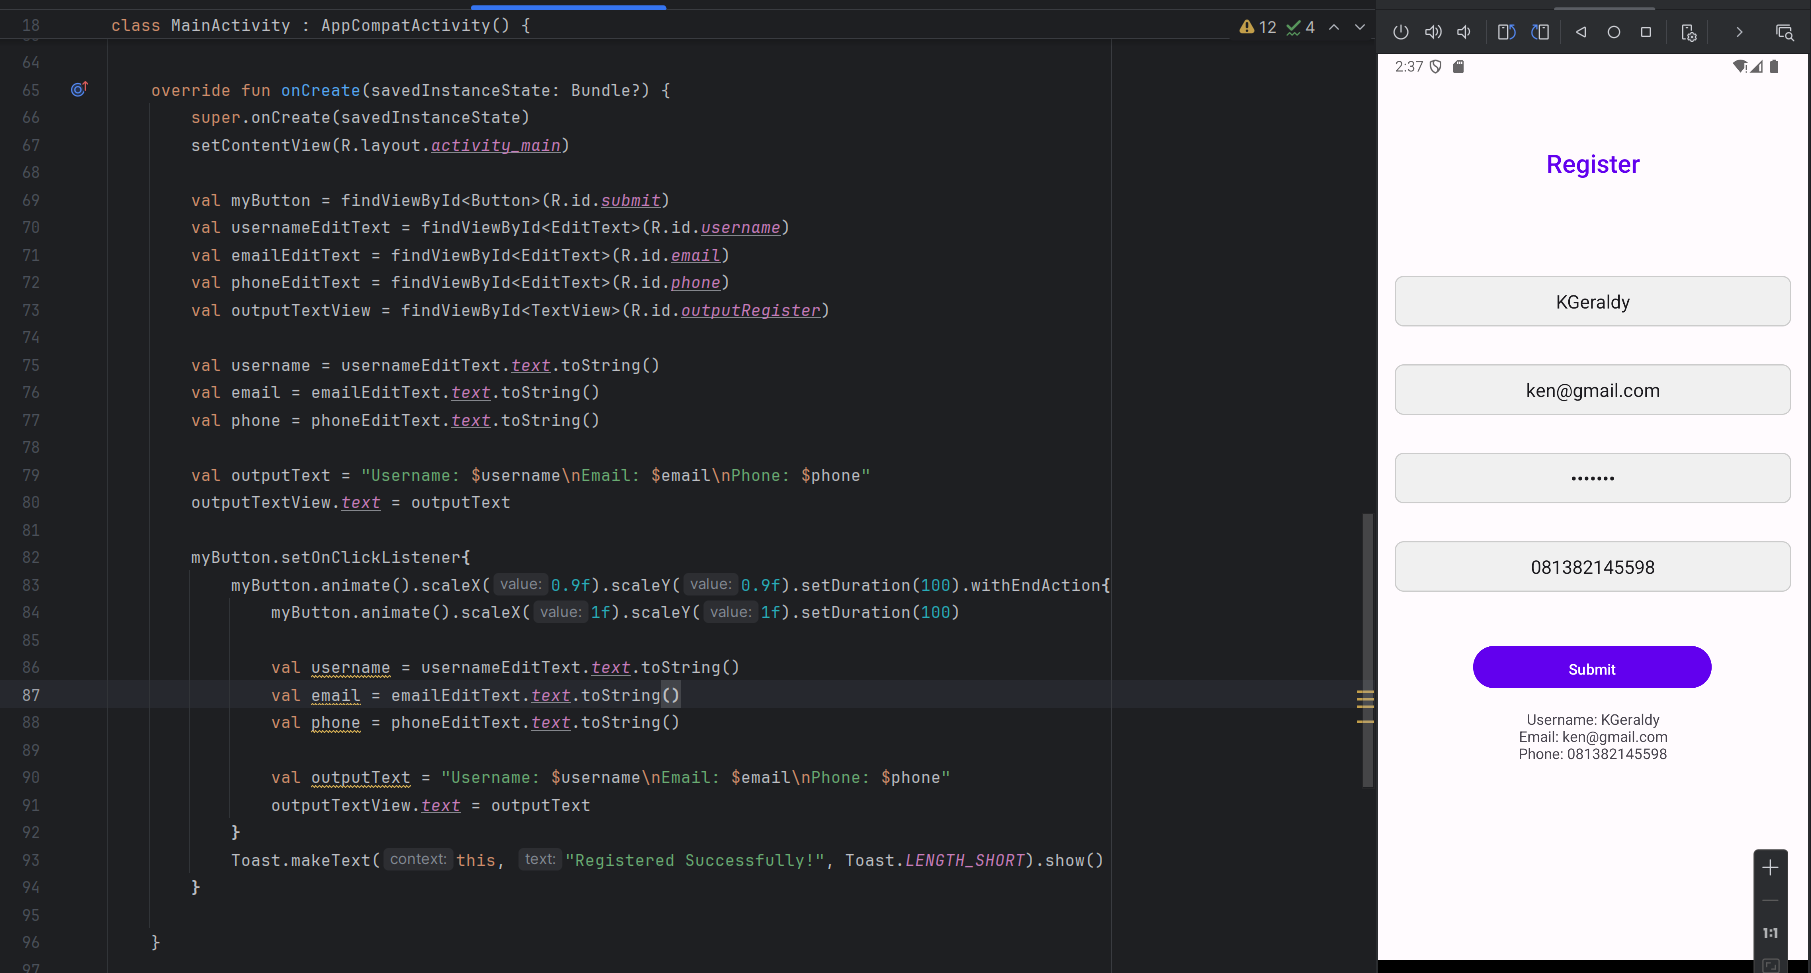 18 class MainActivity : AppCompatActivity() {
12 4
64
65 override fun onCreate(savedInstanceState: Bundle?) {
66 super.onCreate(savedInstanceState)
67 setContentView(R.layout.activity_main)
68
69 val myButton = findViewById<Button>(R.id.submit)
70 val usernameEditText = findViewById<EditText>(R.id.username)
71 val emailEditText = findViewById<EditText>(R.id.email)
72 val phoneEditText = findViewById<EditText>(R.id.phone)
73 val outputTextView = findViewById<TextView>(R.id.outputRegister)
74
75 val username = usernameEditText.text.toString()
76 val email = emailEditText.text.toString()
77 val phone = phoneEditText.text.toString()
78
79 val outputText = "Username: $username\nEmail: $email\nPhone: $phone"
80 outputTextView.text = outputText
81
82 myButton.setOnClickListener{
83 myButton.animate().scaleX( value: 0.9f).scaleY( value: 0.9f).setDuration(100).withEndAction{
84 myButton.animate().scaleX( value: 1f).scaleY( value: 1f).setDuration(100)
85
86 val username = usernameEditText.text.toString()
87 val email = emailEditText.text.toString()
88 val phone = phoneEditText.text.toString()
89
90 val outputText = "Username: $username\nEmail: $email\nPhone: $phone"
91 outputTextView.text = outputText
92 }
93 Toast.makeText( context: this, text: "Registered Successfully!", Toast.LENGTH_SHORT).show()
94 }
95
96 }
97
2:37
Register
KGeraldy
ken@gmail.com
•••••••
081382145598
Submit
Username: KGeraldy
Email: ken@gmail.com
Phone: 081382145598
1:1